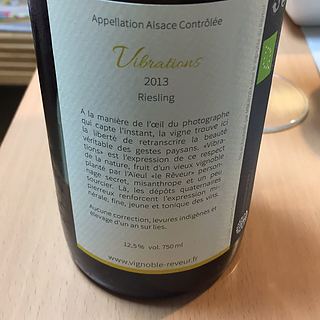 Appellation Alsace Contrôlée
Vibrations
2013
Riesling
A la manière de l'œil du photographe
qui capte l'instant, la vigne trouve ici
la liberté de retranscrire la beauté
véritable des gestes paysans. «Vibra-
tions» est l'expression de ce respect
de la nature, fruit d'un vieux vignoble
planté par l'Aïeul «le Rêveur» person-
nage secret, misanthrope et un peu
sourcier. Là, les dépôts quaternaires
pierreux renforcent l'expression mi-
nérale, fine, jeune et tonique des vins.
Aucune correction, levures indigènes et
élevage d'un an sur lies.
12,5% vol. 750 ml
www.vignoble-reveur.fr